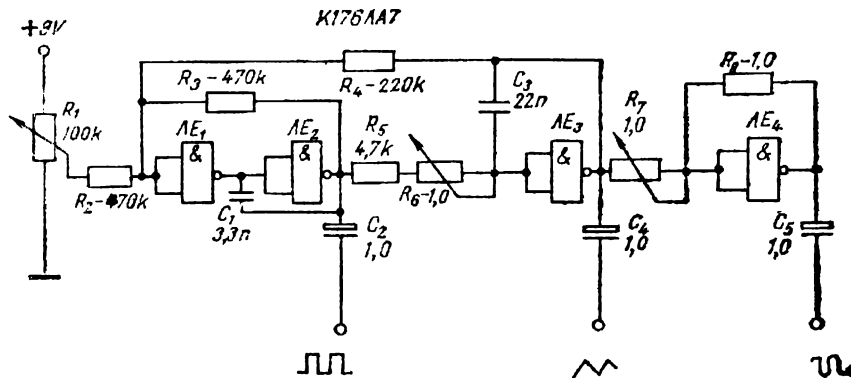 К176ЛА7
+9V
R1
100k
R2-470k
R3-470k
R4-220k
ЛЕ1
&
C1
3,3n
ЛЕ2
&
C2
1,0
R5
4,7k
R6-1,0
C3
22n
ЛЕ3
&
C4
1,0
R7
1,0
R8-1,0
ЛЕ4
&
C5
1,0